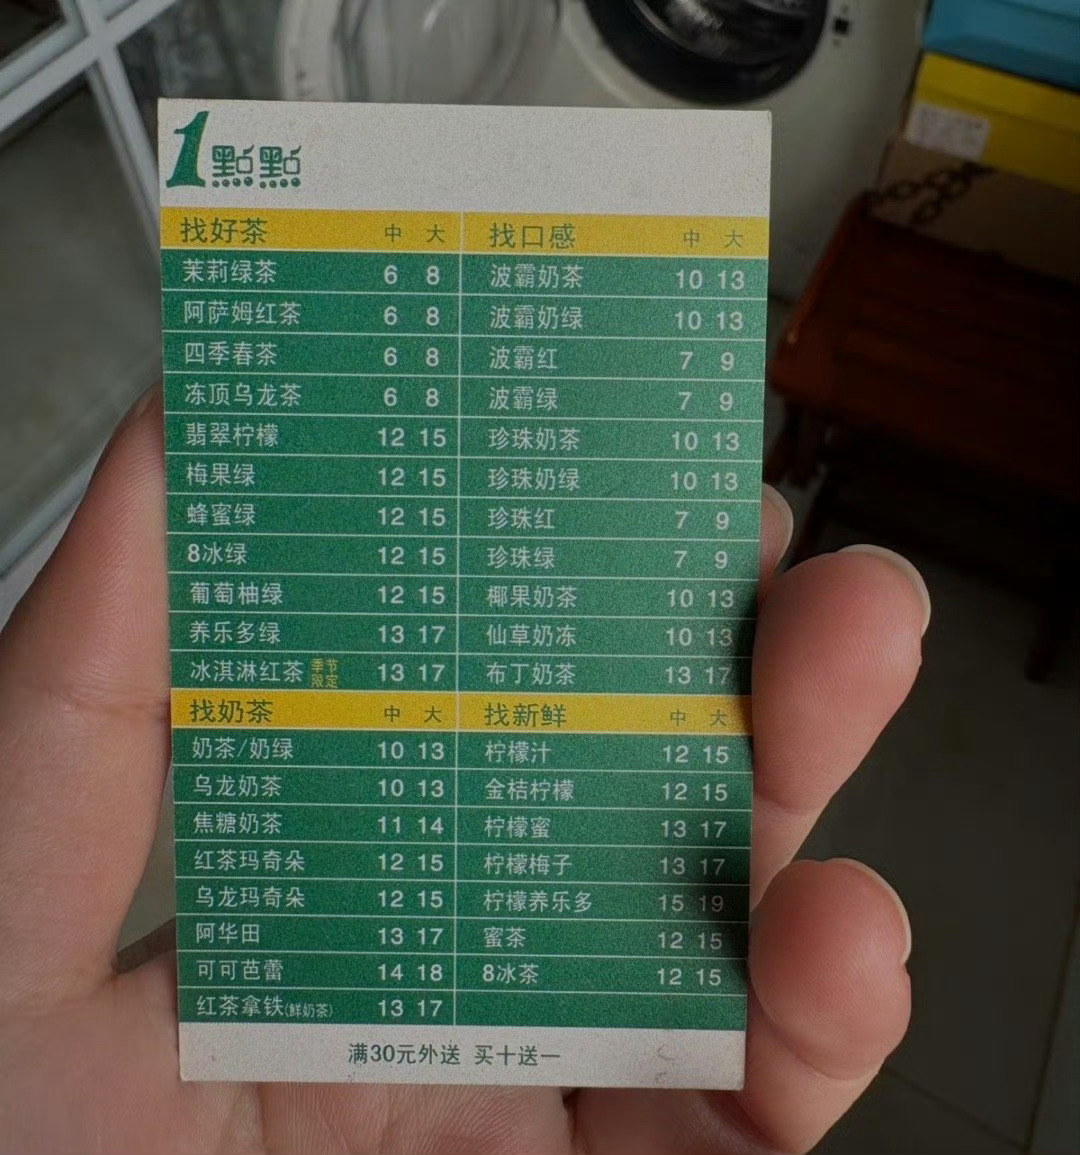 1點點
找好茶 中 大
茉莉绿茶 6 8
阿萨姆红茶 6 8
四季春茶 6 8
冻顶乌龙茶 6 8
翡翠柠檬 12 15
梅果绿 12 15
蜂蜜绿 12 15
8冰绿 12 15
葡萄柚绿 12 15
养乐多绿 13 17
冰淇淋红茶 季节限定 13 17
找奶茶 中 大
奶茶/奶绿 10 13
乌龙奶茶 10 13
焦糖奶茶 11 14
红茶玛奇朵 12 15
乌龙玛奇朵 12 15
阿华田 13 17
可可芭蕾 14 18
红茶拿铁(鲜奶茶) 13 17
找口感 中 大
波霸奶茶 10 13
波霸奶绿 10 13
波霸红 7 9
波霸绿 7 9
珍珠奶茶 10 13
珍珠奶绿 10 13
珍珠红 7 9
珍珠绿 7 9
椰果奶茶 10 13
仙草奶冻 10 13
布丁奶茶 13 17
找新鲜 中 大
柠檬汁 12 15
金桔柠檬 12 15
柠檬蜜 13 17
柠檬梅子 13 17
柠檬养乐多 15 19
蜜茶 12 15
8冰茶 12 15
满30元外送 买十送一